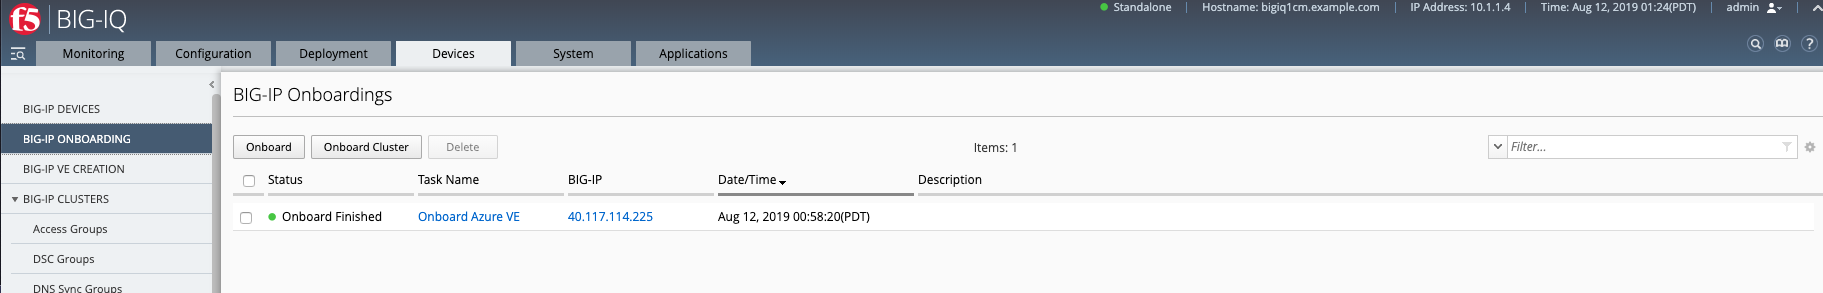 f5 BIG-IQ
Standalone Hostname: bigiq1cm.example.com IP Address: 10.1.1.4 Time: Aug 12, 2019 01:24(PDT) admin
Monitoring Configuration Deployment Devices System Applications
BIG-IP DEVICES
BIG-IP ONBOARDING
BIG-IP VE CREATION
BIG-IP CLUSTERS
Access Groups
DSC Groups
DNS Sync Groups
BIG-IP Onboardings
Onboard Onboard Cluster Delete Items: 1 Filter...
Status Task Name BIG-IP Date/Time Description
Onboard Finished Onboard Azure VE 40.117.114.225 Aug 12, 2019 00:58:20(PDT)